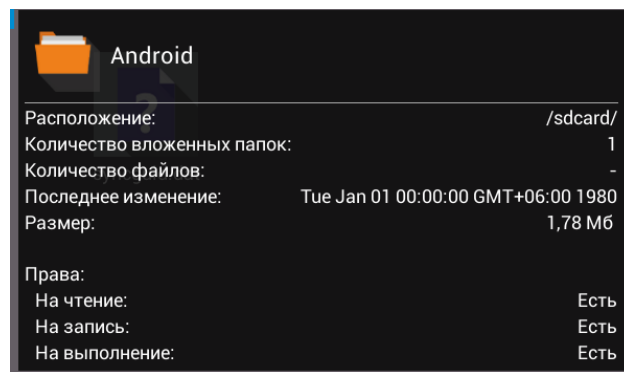 Android
Расположение: /sdcard/
Количество вложенных папок: 1
Количество файлов: -
Последнее изменение: Tue Jan 01 00:00:00 GMT+06:00 1980
Размер: 1,78 Мб
Права:
На чтение: Есть
На запись: Есть
На выполнение: Есть